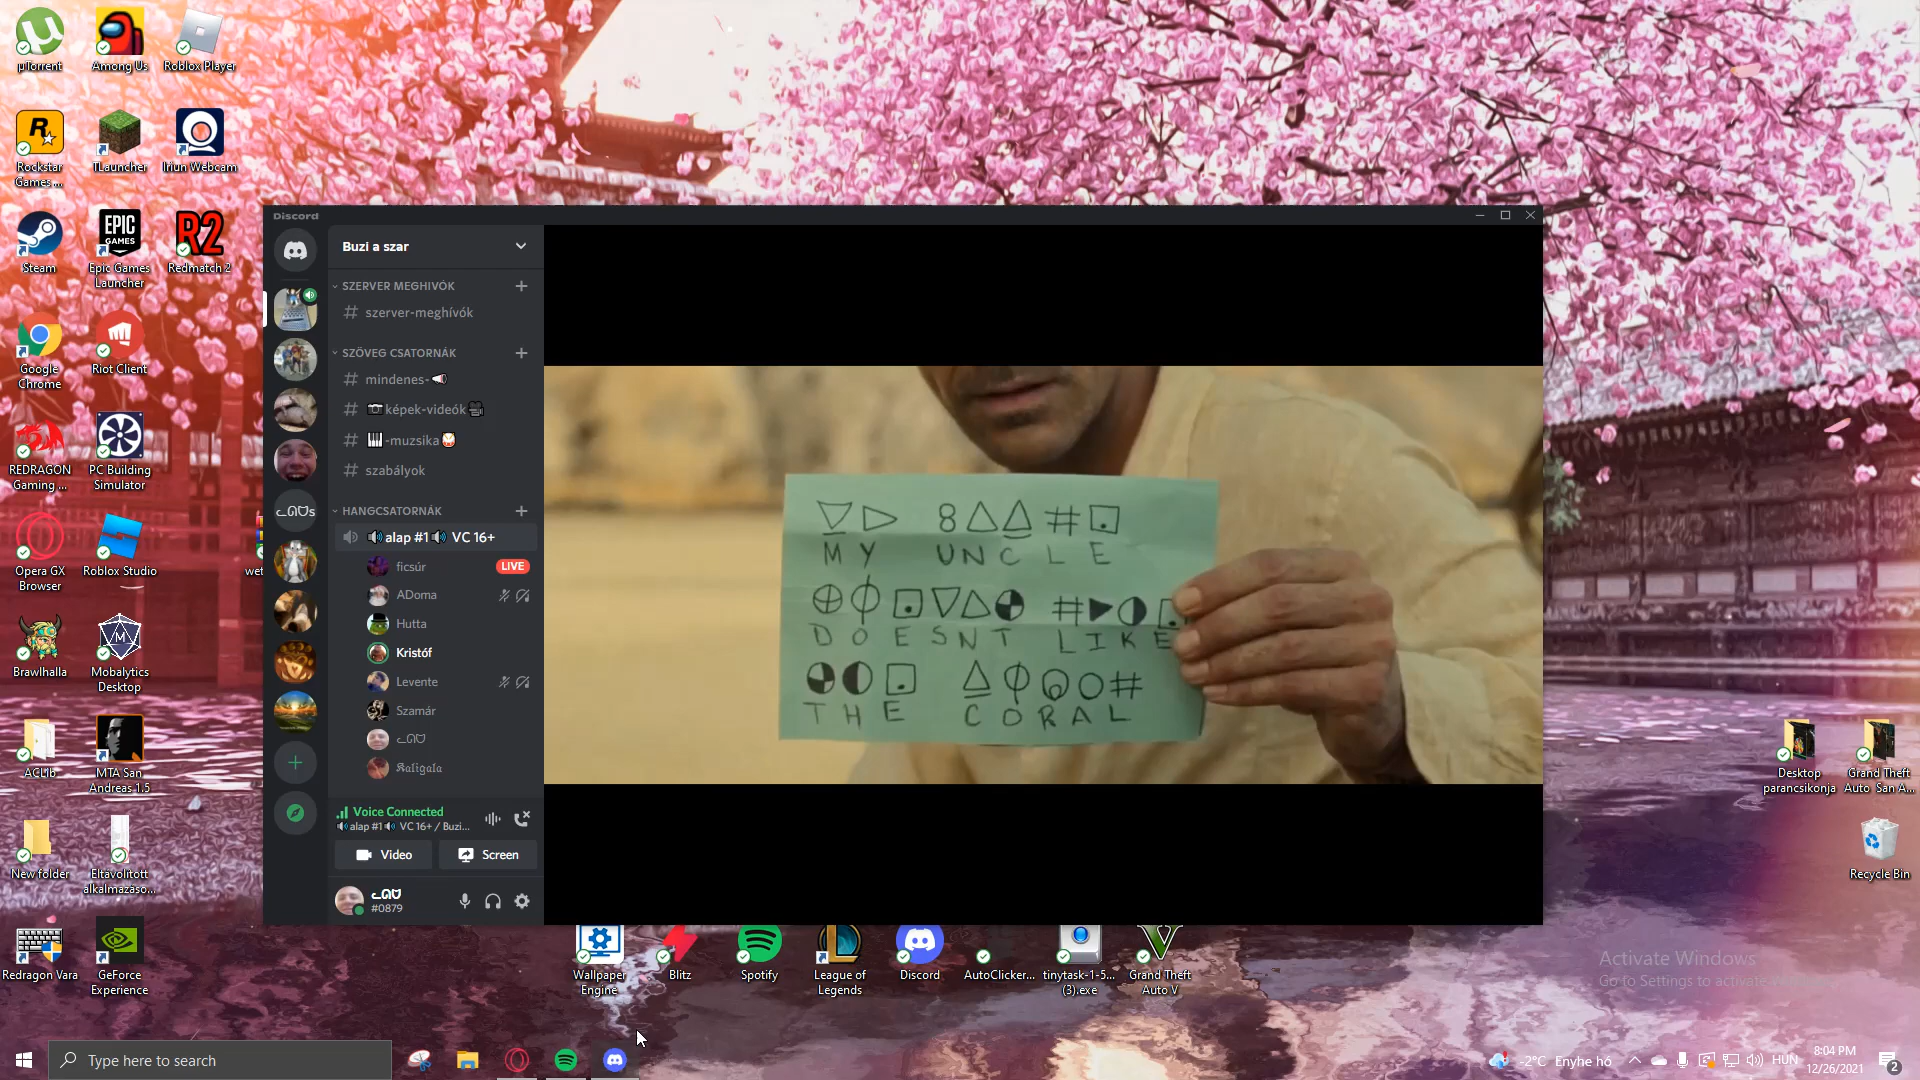 µTorrent
Among Us
Roblox Player
Rockstar Games ...
TLauncher
Iriun Webcam
Steam
Epic Games Launcher
Redmatch 2
Google Chrome
Riot Client
REDRAGON Gaming ...
PC Building Simulator
Opera GX Browser
Roblox Studio
wet
Brawlhalla
Mobalytics Desktop
ACLIb
MTA San Andreas 1.5
New folder
Eltávolított alkalmazáso...
Redragon Vara
GeForce Experience
Discord
Buzi a szar
SZERVER MEGHIVÓK
szerver-meghívók
SZÖVEG CSATORNÁK
mindenes-
képek-videók
-muzsika
szabályok
HANGCSATORNÁK
alap #1 VC 16+
ficsúr LIVE
ADoma
Hutta
Kristóf
Levente
Szamár
Voice Connected
alap #1 VC 16+ / Buzi...
Video
Screen
#0879
MY UNCLE
DOESNT LIKE
THE CORAL
Wallpaper Engine
Blitz
Spotify
League of Legends
Discord
AutoClicker...
tinytask-1-5... (3).exe
Grand Theft Auto V
Desktop parancsikonja
Grand Theft Auto San A...
Recycle Bin
Activate Windows
Go to Settings to activate
Type here to search
-2°C Enyhe hó
HUN
8:04 PM
12/26/2021
2